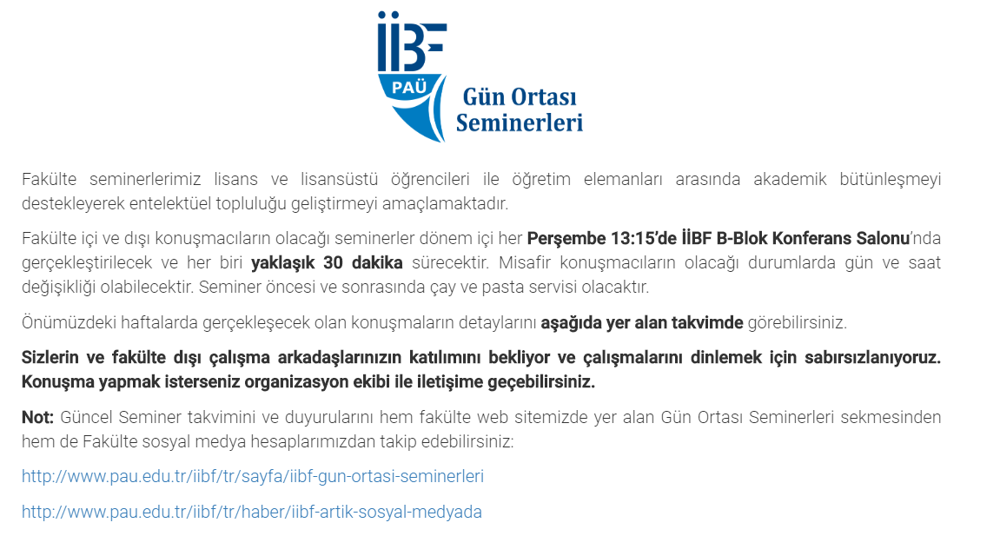 İİBF
PAÜ
Gün Ortası
Seminerleri
Fakülte seminerlerimiz lisans ve lisansüstü öğrencileri ile öğretim elemanları arasında akademik bütünleşmeyi
destekleyerek entelektüel topluluğu geliştirmeyi amaçlamaktadır.
Fakülte içi ve dışı konuşmacıların olacağı seminerler dönem içi her Perşembe 13:15’de İİBF B-Blok Konferans Salonu’nda
gerçekleştirilecek ve her biri yaklaşık 30 dakika sürecektir. Misafir konuşmacıların olacağı durumlarda gün ve saat
değişikliği olabilecektir. Seminer öncesi ve sonrasında çay ve pasta servisi olacaktır.
Önümüzdeki haftalarda gerçekleşecek olan konuşmaların detaylarını aşağıda yer alan takvimde görebilirsiniz.
Sizlerin ve fakülte dışı çalışma arkadaşlarınızın katılımını bekliyor ve çalışmalarını dinlemek için sabırsızlanıyoruz.
Konuşma yapmak isterseniz organizasyon ekibi ile iletişime geçebilirsiniz.
Not: Güncel Seminer takvimini ve duyurularını hem fakülte web sitemizde yer alan Gün Ortası Seminerleri sekmesinden
hem de Fakülte sosyal medya hesaplarımızdan takip edebilirsiniz:
http://www.pau.edu.tr/iibf/tr/sayfa/iibf-gun-ortasi-seminerleri
http://www.pau.edu.tr/iibf/tr/haber/iibf-artik-sosyal-medyada